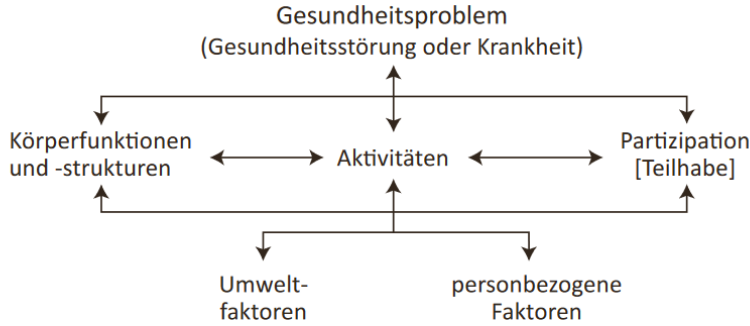 Gesundheitsproblem
(Gesundheitsstörung oder Krankheit)
Körperfunktionen
und -strukturen
Aktivitäten
Partizipation
[Teilhabe]
Umwelt-
faktoren
personbezogene
Faktoren